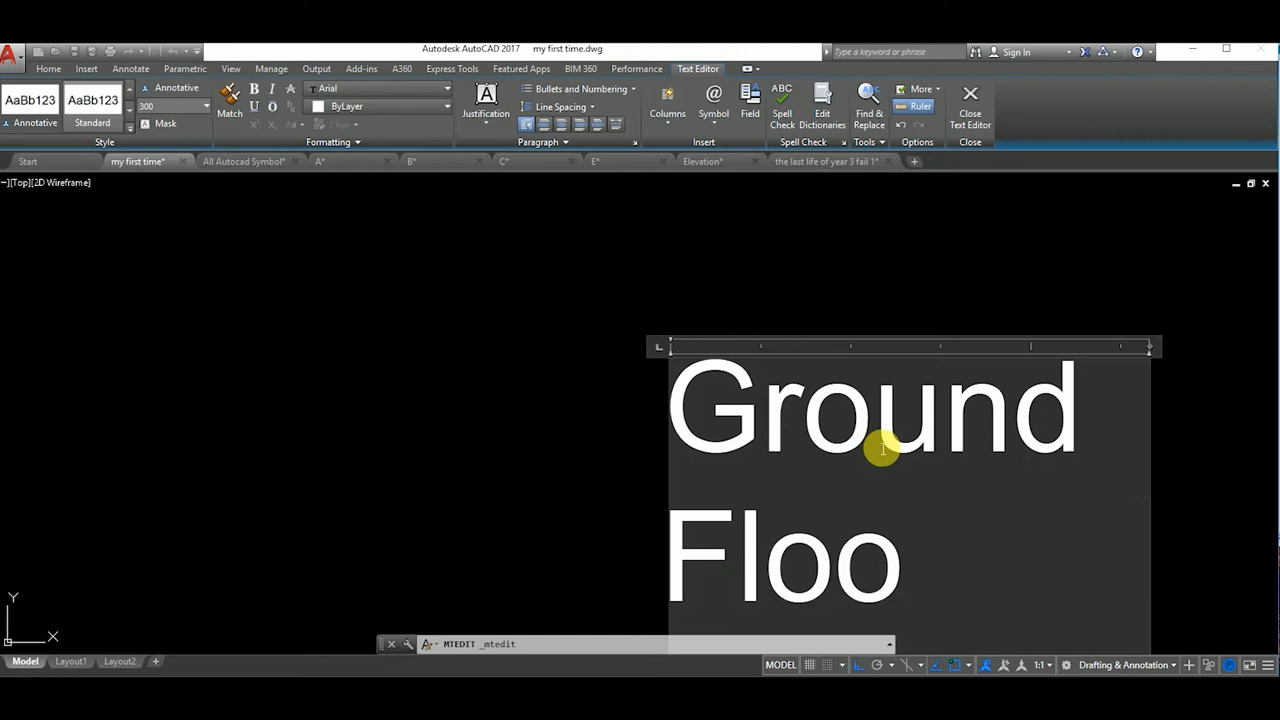 Autodesk AutoCAD 2017 my first time.dwg
Type a keyword or phrase
Sign In
Home Insert Annotate Parametric View Manage Output Add-ins A360 Express Tools Featured Apps BIM 360 Performance Text Editor
AaBb123 AaBb123 Annotative
Annotative Standard
300
Mask
Style
Match
B I A
U O
Aa
Arial
ByLayer
Clear
Formatting
Justification
Bullets and Numbering
Line Spacing
Paragraph
Columns
Symbol
Field
Insert
Spell
Check
Edit
Dictionaries
Spell Check
Find &
Replace
Tools
More
Ruler
Options
Close
Text Editor
Close
Start my first time* All Autocad Symbol* A* B* C* E* Elevation* the last life of year 3 fail 1*
–][Top][2D Wireframe]
Ground
Floo
Y
X
MTEDIT _mtedit
Model Layout1 Layout2
MODEL 1:1 Drafting & Annotation